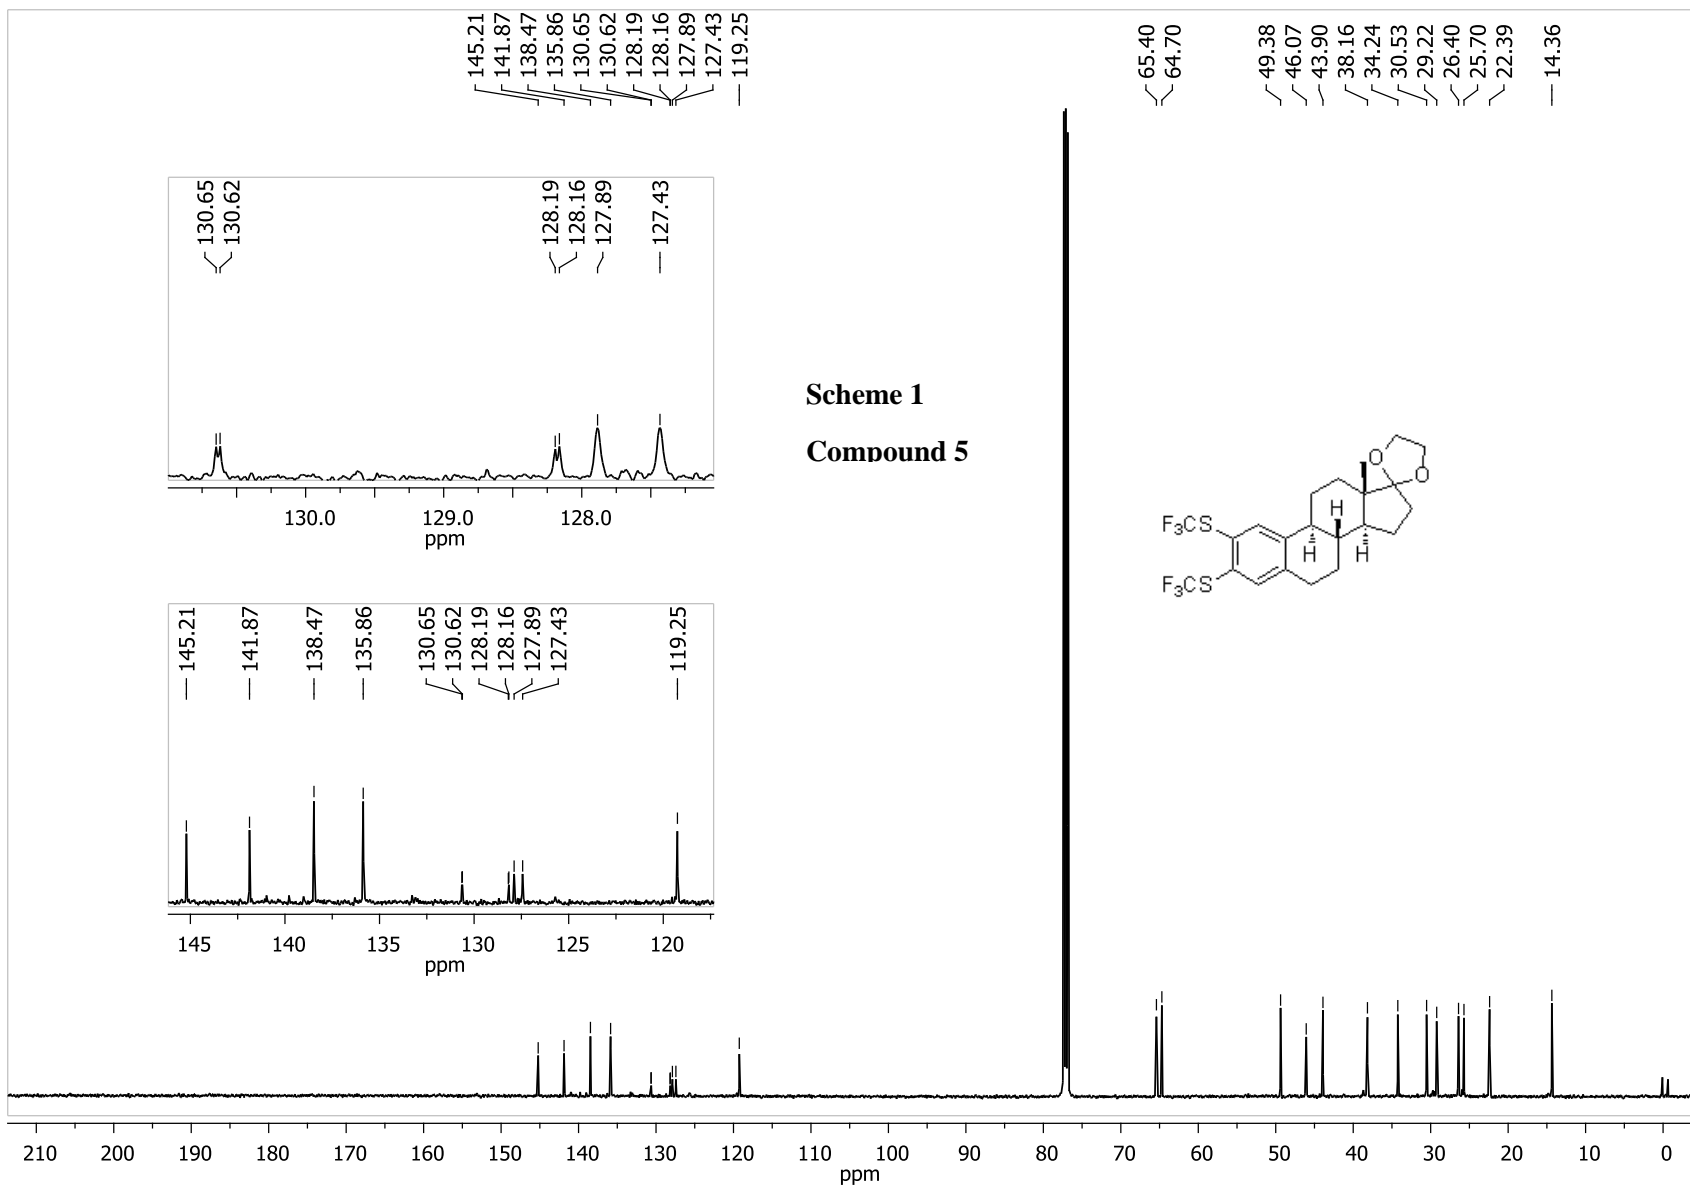 145.21
141.87
138.47
135.86
130.65
130.62
128.19
128.16
127.89
127.43
119.25
65.40
64.70
49.38
46.07
43.90
38.16
34.24
30.53
29.22
26.40
25.70
22.39
14.36
130.65
130.62
128.19
128.16
127.89
127.43
130.0 129.0 128.0
ppm
Scheme 1
Compound 5
O
O
H
F₃CS
H H
F₃CS
145.21
141.87
138.47
135.86
130.65
130.62
128.19
128.16
127.89
127.43
119.25
145 140 135 130 125 120
ppm
210 200 190 180 170 160 150 140 130 120 110 100 90 80 70 60 50 40 30 20 10 0
ppm